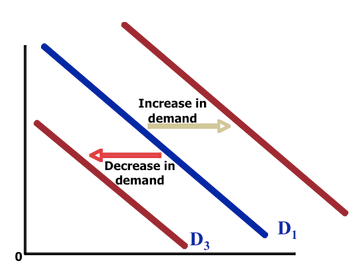 Increase in
demand
Decrease in
demand
D1
D3
0